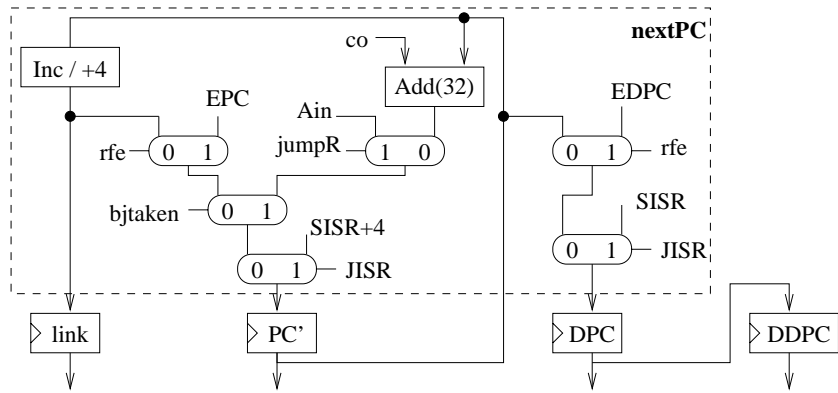 nextPC
co
Inc / +4
Add(32)
EPC
Ain
EDPC
rfe
0 1
jumpR
1 0
0 1
rfe
bjtaken
0 1
SISR+4
SISR
0 1
JISR
0 1
JISR
link
PC'
DPC
DDPC